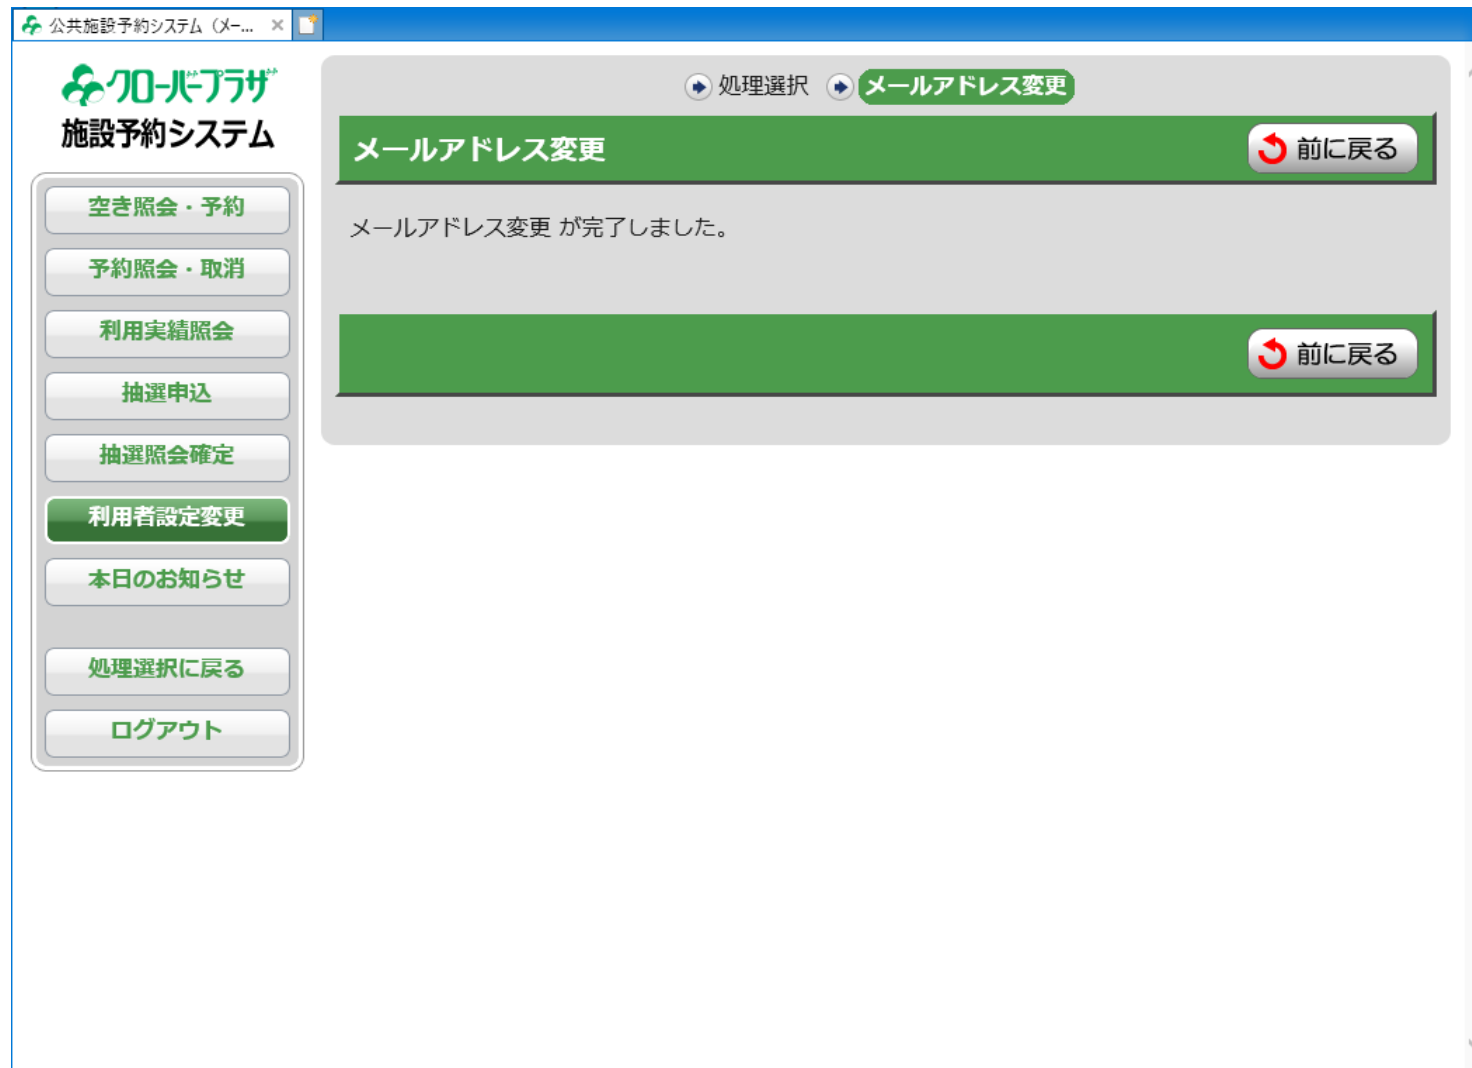 公共施設予約システム（メー...
クローバープラザ
施設予約システム
空き照会・予約
予約照会・取消
利用実績照会
抽選申込
抽選照会確定
利用者設定変更
本日のお知らせ
処理選択に戻る
ログアウト
処理選択 メールアドレス変更
メールアドレス変更
前に戻る
メールアドレス変更 が完了しました。
前に戻る